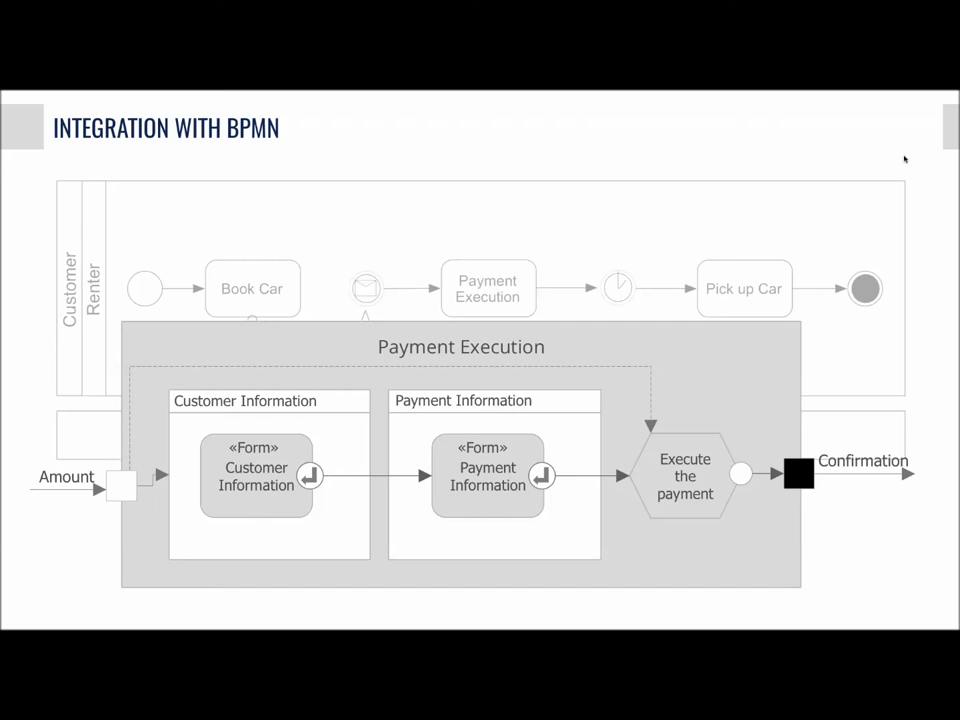 INTEGRATION WITH BPMN
Customer
Renter
Book Car
Payment
Execution
Pick up Car
Payment Execution
Customer Information
Payment Information
«Form»
Customer
Information
«Form»
Payment
Information
Execute
the
payment
Amount
Confirmation